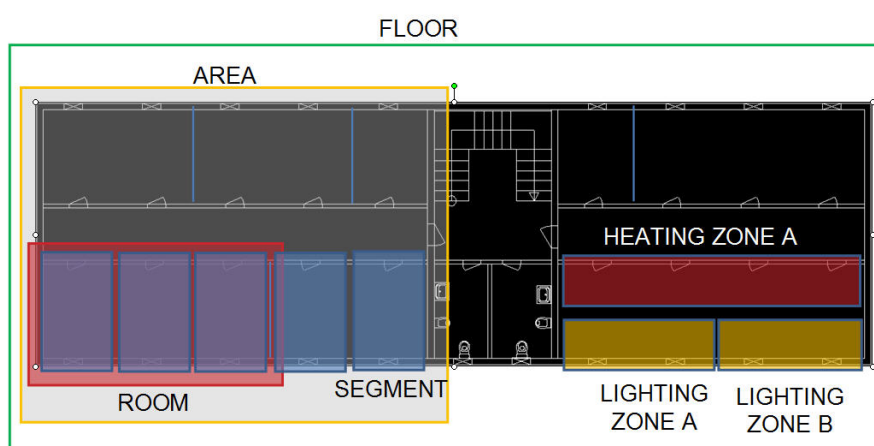 FLOOR
AREA
HEATING ZONE A
ROOM
SEGMENT
LIGHTING
ZONE A
LIGHTING
ZONE B